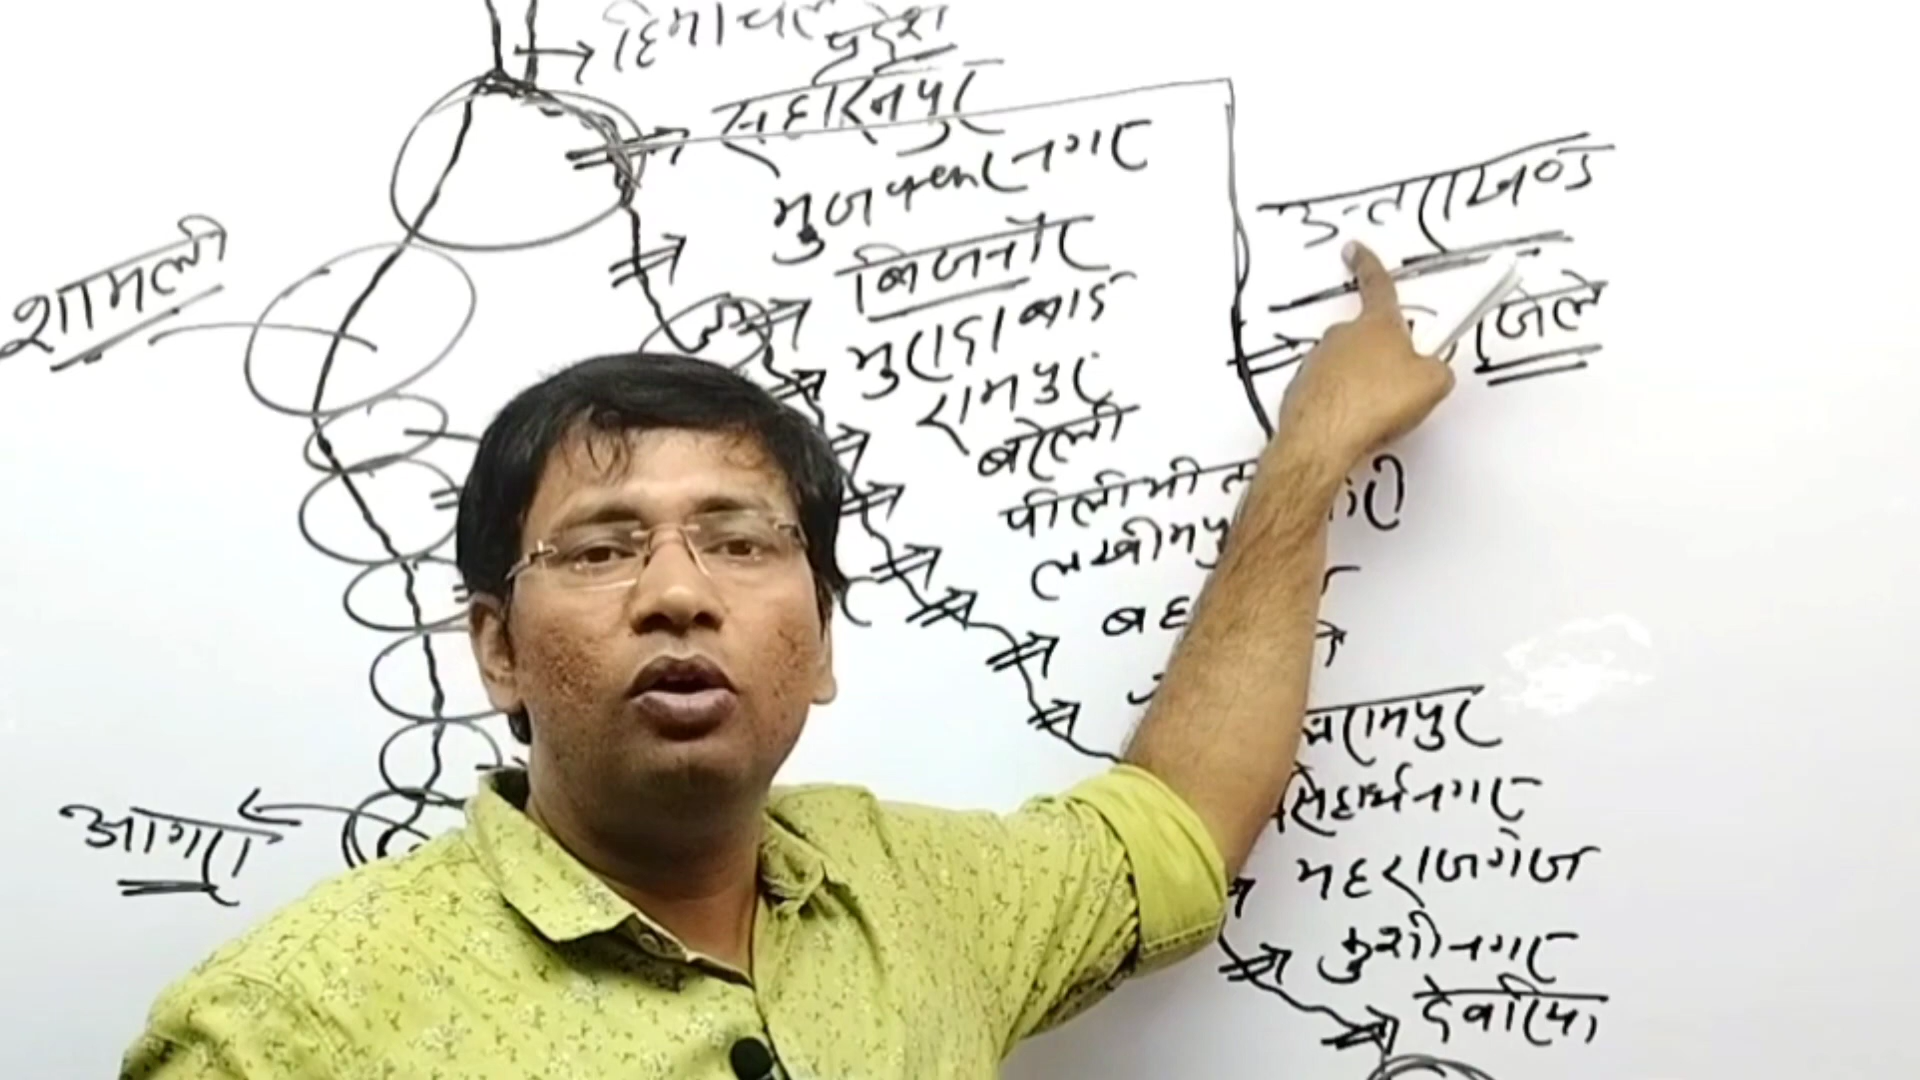 हिमाचल
प्रदेश
सहारनपुर
मुजफ्फरनगर
उत्तराखण्ड
शामली
बिजनौर
जिले
मुरादाबाद
रामपुर
बरेली
पीलीभीत
लखीमपुर
बह
बलरामपुर
सिद्धार्थनगर
आगरा
महराजगंज
कुशीनगर
देवरिया